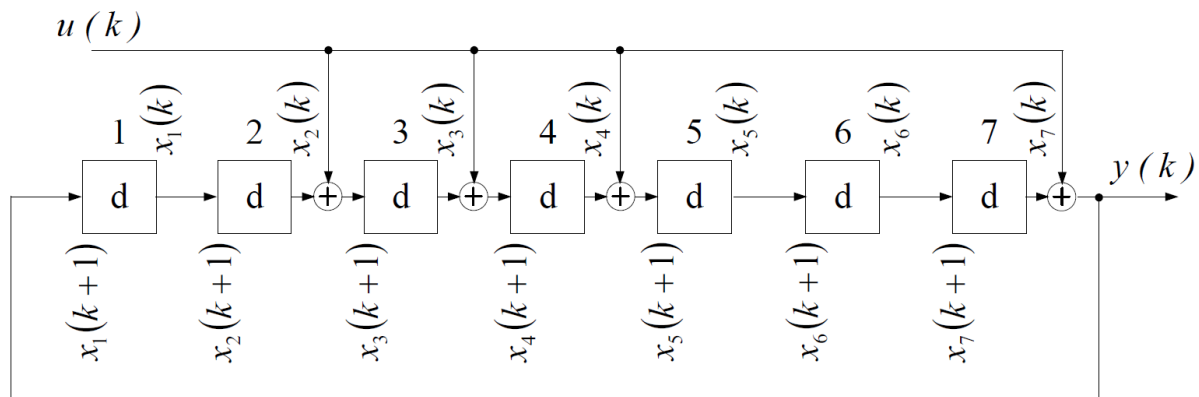 u ( k )
1
x₁(k)
2
x₂(k)
3
x₃(k)
4
x₄(k)
5
x₅(k)
6
x₆(k)
7
x₇(k)
y ( k )
d
d
+
d
+
d
+
d
d
d
+
x₁(k + 1)
x₂(k + 1)
x₃(k + 1)
x₄(k + 1)
x₅(k + 1)
x₆(k + 1)
x₇(k + 1)